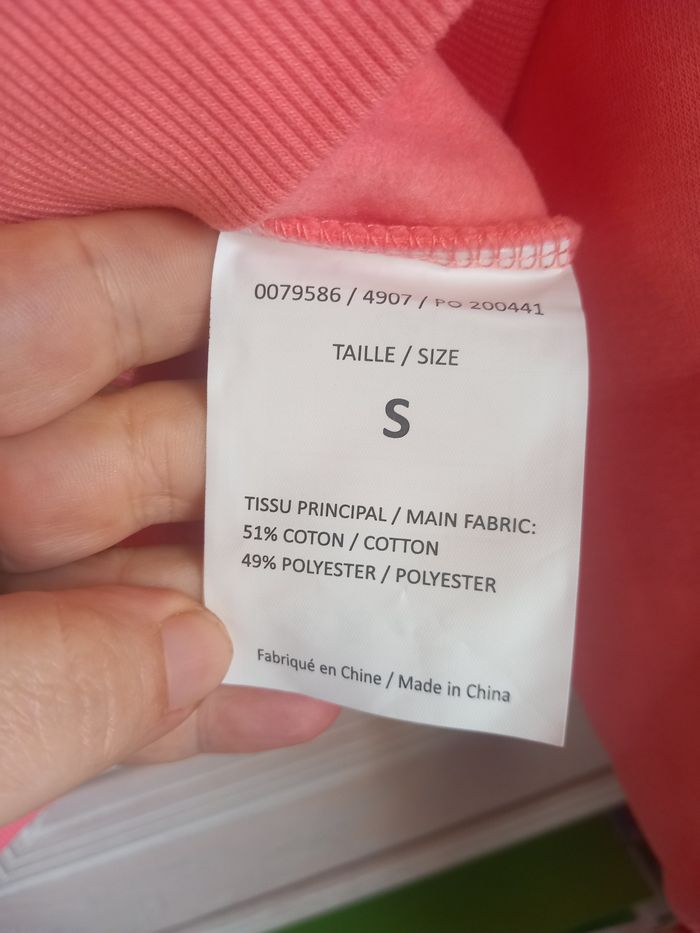 0079586 / 4907 / PO 200441
TAILLE / SIZE
S
TISSU PRINCIPAL / MAIN FABRIC:
51% COTON / COTTON
49% POLYESTER / POLYESTER
Fabriqué en Chine / Made in China